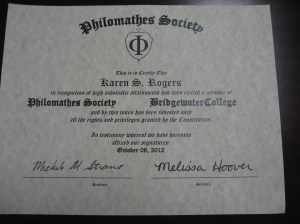 Philomathes Society
Φ
This is to Certify That
Karen S. Rogers
in recognition of high scholastic attainments has been elected a member of
Philomathes Society Bridgewater College
and by this token has been invested with
all the rights and privileges granted by the Constitution.
In testimony whereof we have hereunto
affixed our signatures.
October 08, 2012
Melissa Hoover